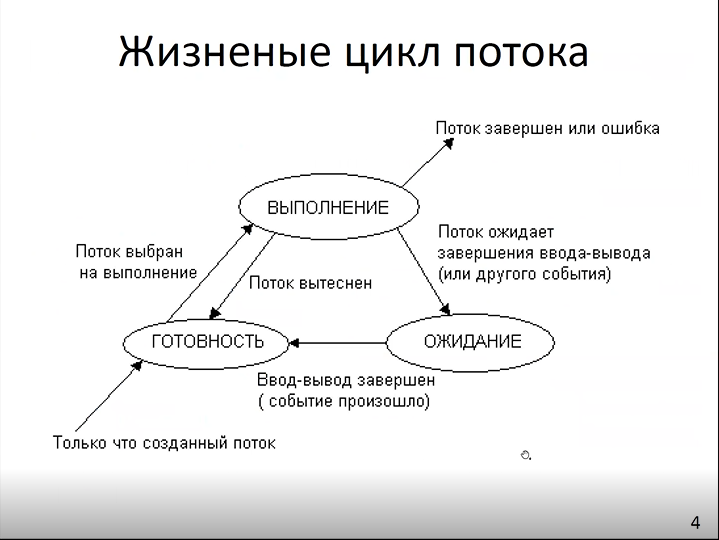 Жизненые цикл потока
Поток завершен или ошибка
ВЫПОЛНЕНИЕ
Поток ожидает
завершения ввода-вывода
(или другого события)
Поток выбран
на выполнение
Поток вытеснен
ГОТОВНОСТЬ
ОЖИДАНИЕ
Ввод-вывод завершен
( событие произошло)
Только что созданный поток
4